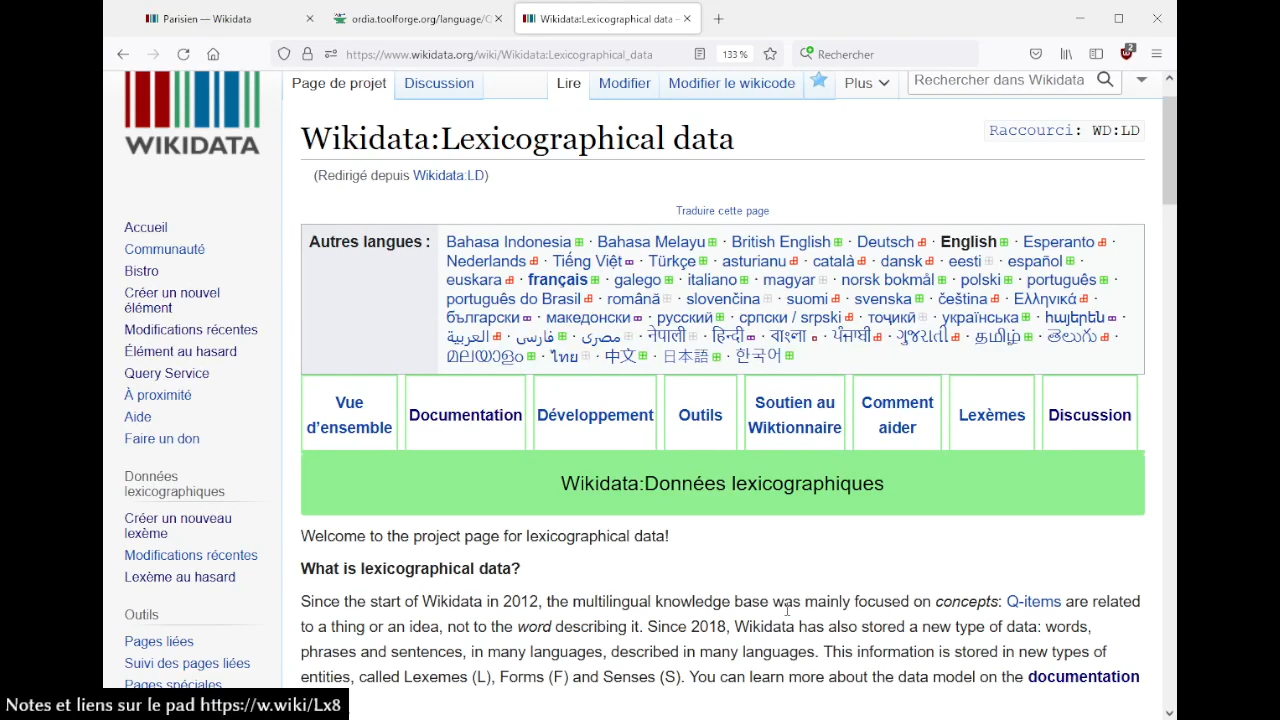 Parisien — Wikidata
ordia.toolforge.org/language/
Wikidata:Lexicographical data –
https://www.wikidata.org/wiki/Wikidata:Lexicographical_data
133 %
Rechercher
2
Page de projet
Discussion
Lire
Modifier
Modifier le wikicode
Plus
Rechercher dans Wikidata
WIKIDATA
Wikidata:Lexicographical data
Raccourci: WD:LD
(Redirigé depuis Wikidata:LD)
Traduire cette page
Autres langues :
Bahasa Indonesia · Bahasa Melayu · British English · Deutsch · English · Esperanto ·
Nederlands · Tiếng Việt · Türkçe · asturianu · català · dansk · eesti · español ·
euskara · français · galego · italiano · magyar · norsk bokmål · polski · português ·
português do Brasil · română · slovenčina · suomi · svenska · čeština · Ελληνικά ·
български · македонски · русский · српски / srpski · тоҷикӣ · українська · հայերեն ·
العربية · فارسی · مصرى · नेपाली · हिन्दी · বাংলা · ਪੰਜਾਬੀ · ગુજરાતી · தமிழ் · తెలుగు ·
മലയാളം · ไทย · 中文 · 日本語 · 한국어
Vue d’ensemble
Documentation
Développement
Outils
Soutien au Wiktionnaire
Comment aider
Lexèmes
Discussion
Wikidata:Données lexicographiques
Welcome to the project page for lexicographical data!
What is lexicographical data?
Since the start of Wikidata in 2012, the multilingual knowledge base was mainly focused on concepts: Q-items are related
to a thing or an idea, not to the word describing it. Since 2018, Wikidata has also stored a new type of data: words,
phrases and sentences, in many languages, described in many languages. This information is stored in new types of
entities, called Lexemes (L), Forms (F) and Senses (S). You can learn more about the data model on the documentation
Accueil
Communauté
Bistro
Créer un nouvel
élément
Modifications récentes
Élément au hasard
Query Service
À proximité
Aide
Faire un don
Données
lexicographiques
Créer un nouveau
lexème
Modifications récentes
Lexème au hasard
Outils
Pages liées
Suivi des pages liées
Pages spéciales
Notes et liens sur le pad https://w.wiki/Lx8